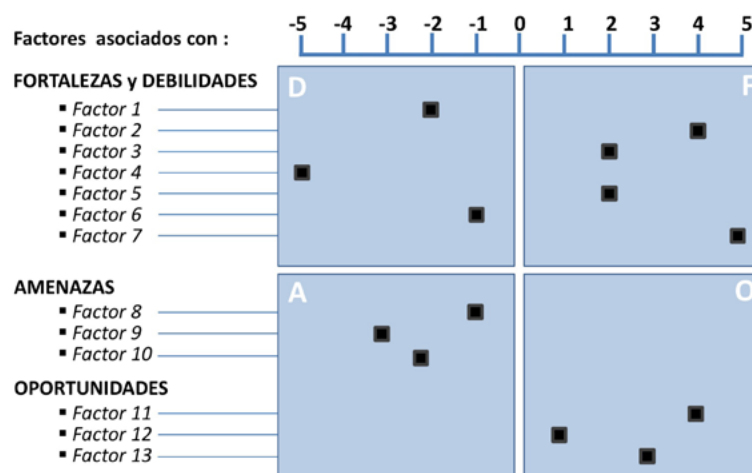 -5 -4 -3 -2 -1 0 1 2 3 4 5
Factores asociados con :
FORTALEZAS y DEBILIDADES
D F
▪ Factor 1
▪ Factor 2
▪ Factor 3
▪ Factor 4
▪ Factor 5
▪ Factor 6
▪ Factor 7
AMENAZAS
A O
▪ Factor 8
▪ Factor 9
▪ Factor 10
OPORTUNIDADES
▪ Factor 11
▪ Factor 12
▪ Factor 13